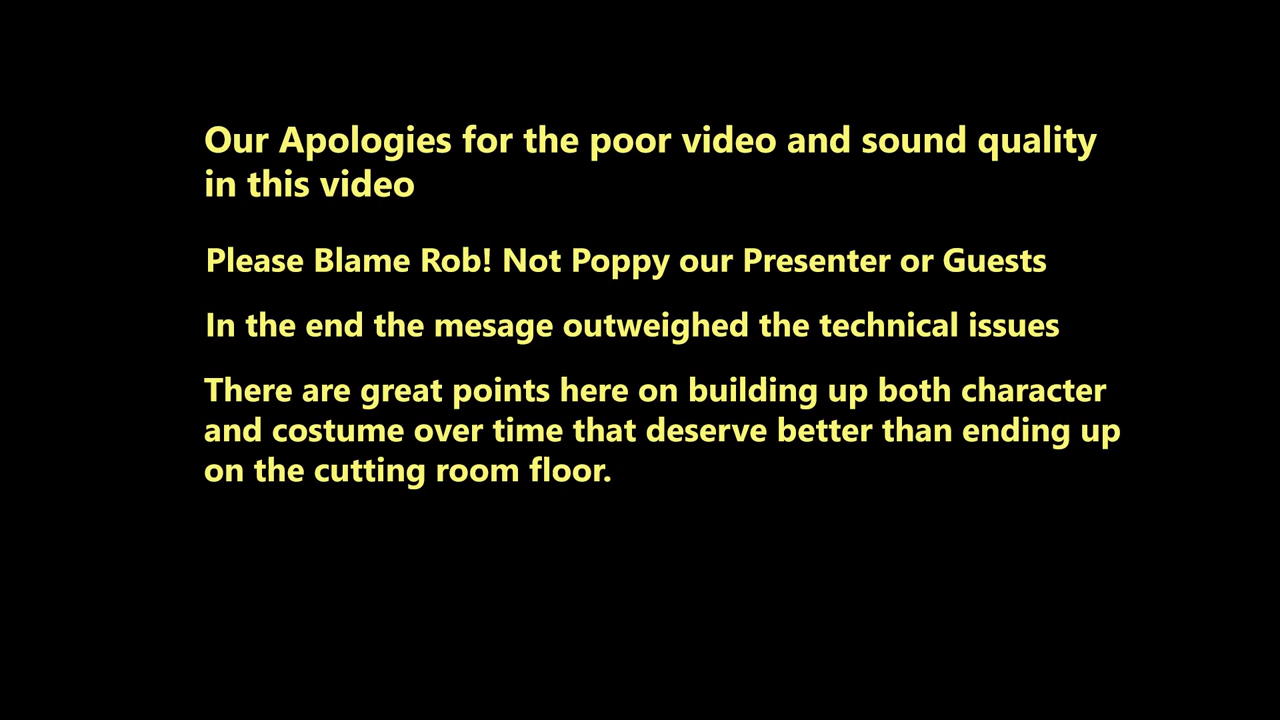 Our Apologies for the poor video and sound quality
in this video
Please Blame Rob! Not Poppy our Presenter or Guests
In the end the mesage outweighed the technical issues
There are great points here on building up both character
and costume over time that deserve better than ending up
on the cutting room floor.